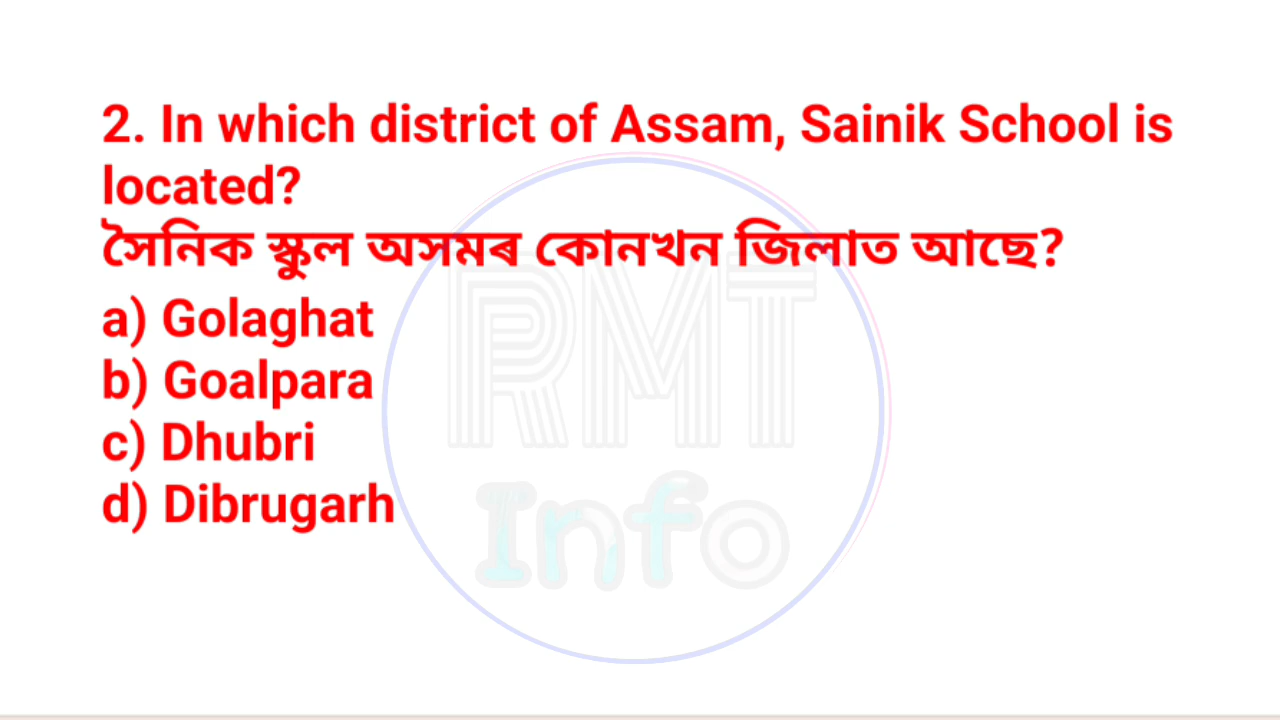 2. In which district of Assam, Sainik School is
located?
সৈনিক স্কুল অসমৰ কোনখন জিলাত আছে?
a) Golaghat
b) Goalpara
c) Dhubri
d) Dibrugarh
RMT
Info